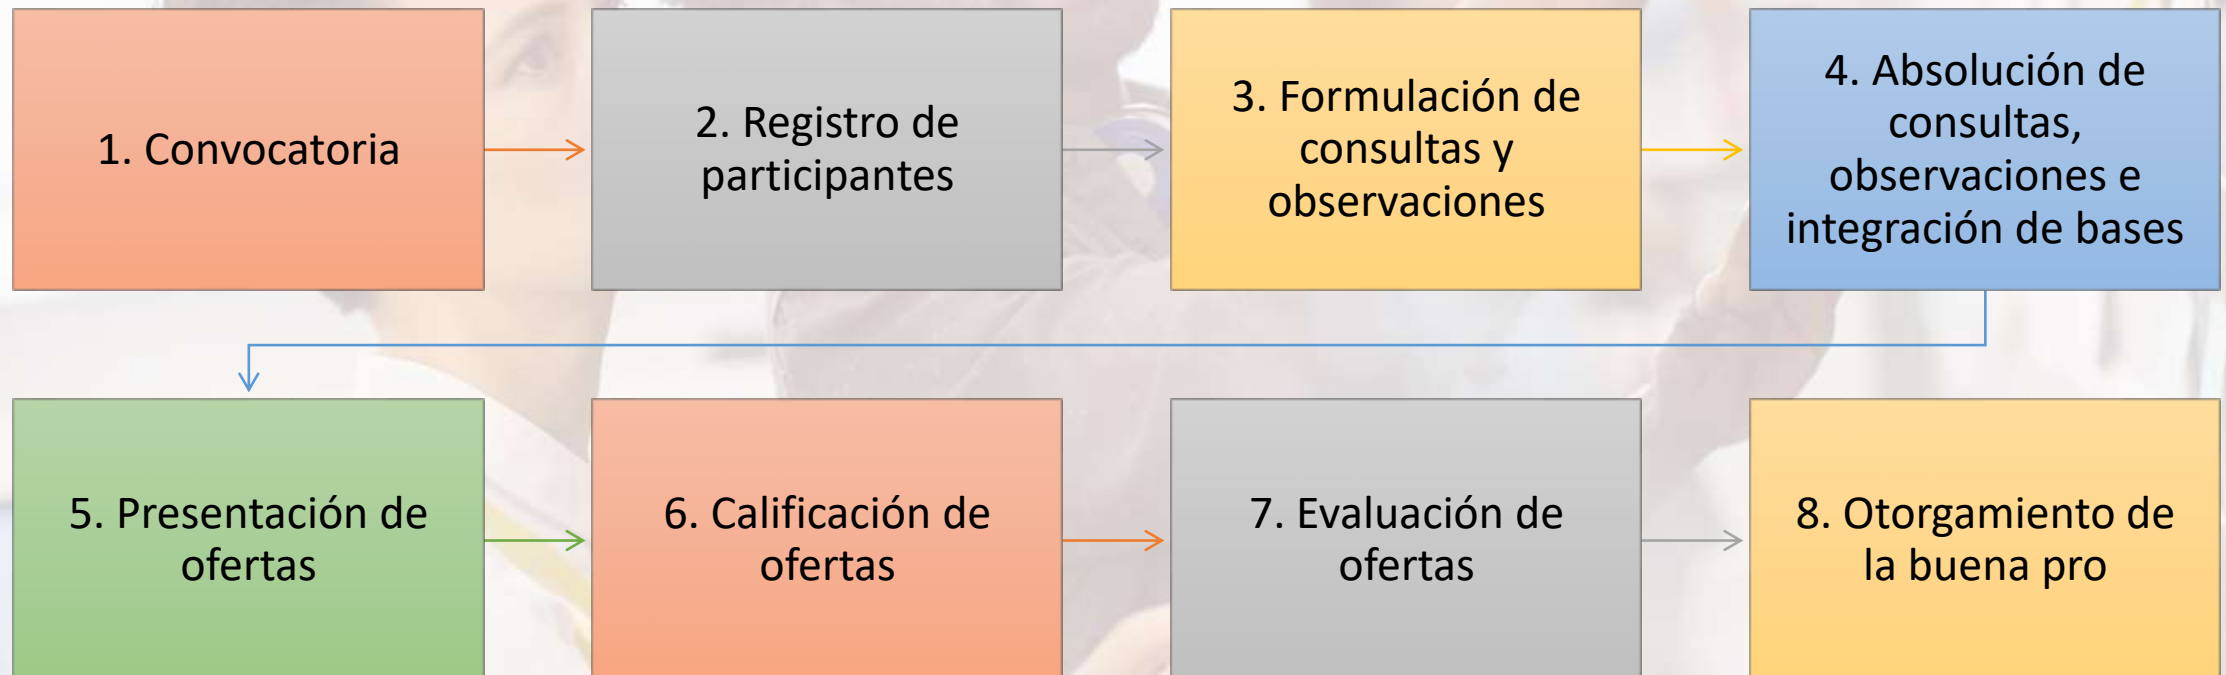 1. Convocatoria
2. Registro de
participantes
3. Formulación de
consultas y
observaciones
4. Absolución de
consultas,
observaciones e
integración de bases
5. Presentación de
ofertas
6. Calificación de
ofertas
7. Evaluación de
ofertas
8. Otorgamiento de
la buena pro